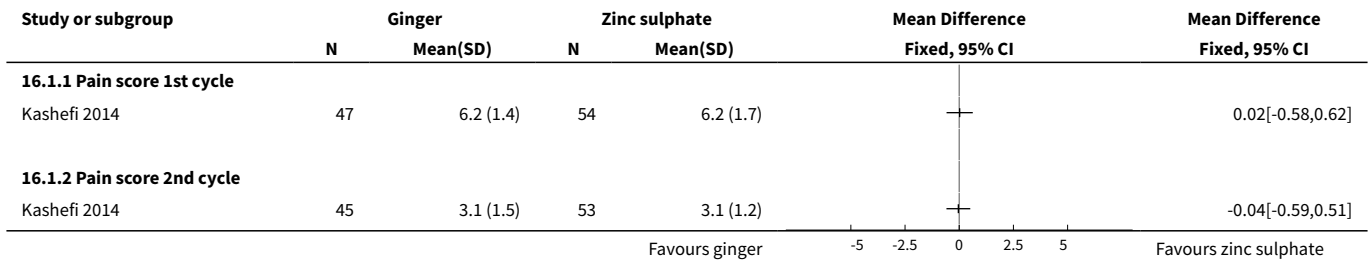 Study or subgroup Ginger Zinc sulphate Mean Difference Mean Difference
N Mean(SD) N Mean(SD) Fixed, 95% CI Fixed, 95% CI
16.1.1 Pain score 1st cycle
Kashefi 2014 47 6.2 (1.4) 54 6.2 (1.7) 0.02[-0.58,0.62]
16.1.2 Pain score 2nd cycle
Kashefi 2014 45 3.1 (1.5) 53 3.1 (1.2) -0.04[-0.59,0.51]
Favours ginger -5 -2.5 0 2.5 5 Favours zinc sulphate